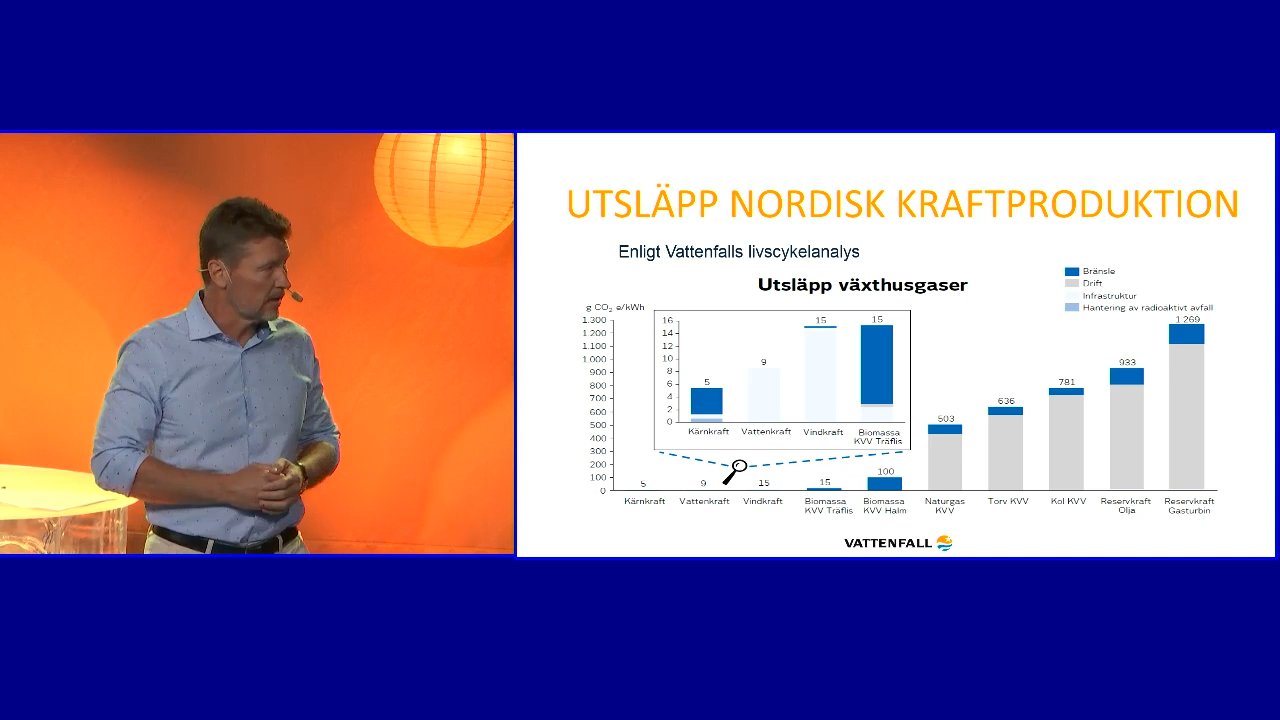 UTSLÄPP NORDISK KRAFTPRODUKTION
Enligt Vattenfalls livscykelanalys
Utsläpp växthusgaser
Bränsle
Drift
Infrastruktur
Hantering av radioaktivt avfall
g CO₂ e/kWh
1.300
1.200
1.100
1 000
900
800
700
600
500
400
300
200
100
0
16
14
12
10
8
6
4
2
0
5
9
15
15
Kärnkraft
Vattenkraft
Vindkraft
Biomassa
KVV Träflis
5
9
15
15
100
503
636
781
933
1 269
Kärnkraft
Vattenkraft
Vindkraft
Biomassa
KVV Träflis
Biomassa
KVV Halm
Naturgas
KVV
Torv KVV
Kol KVV
Reservkraft
Olja
Reservkraft
Gasturbin
VATTENFALL